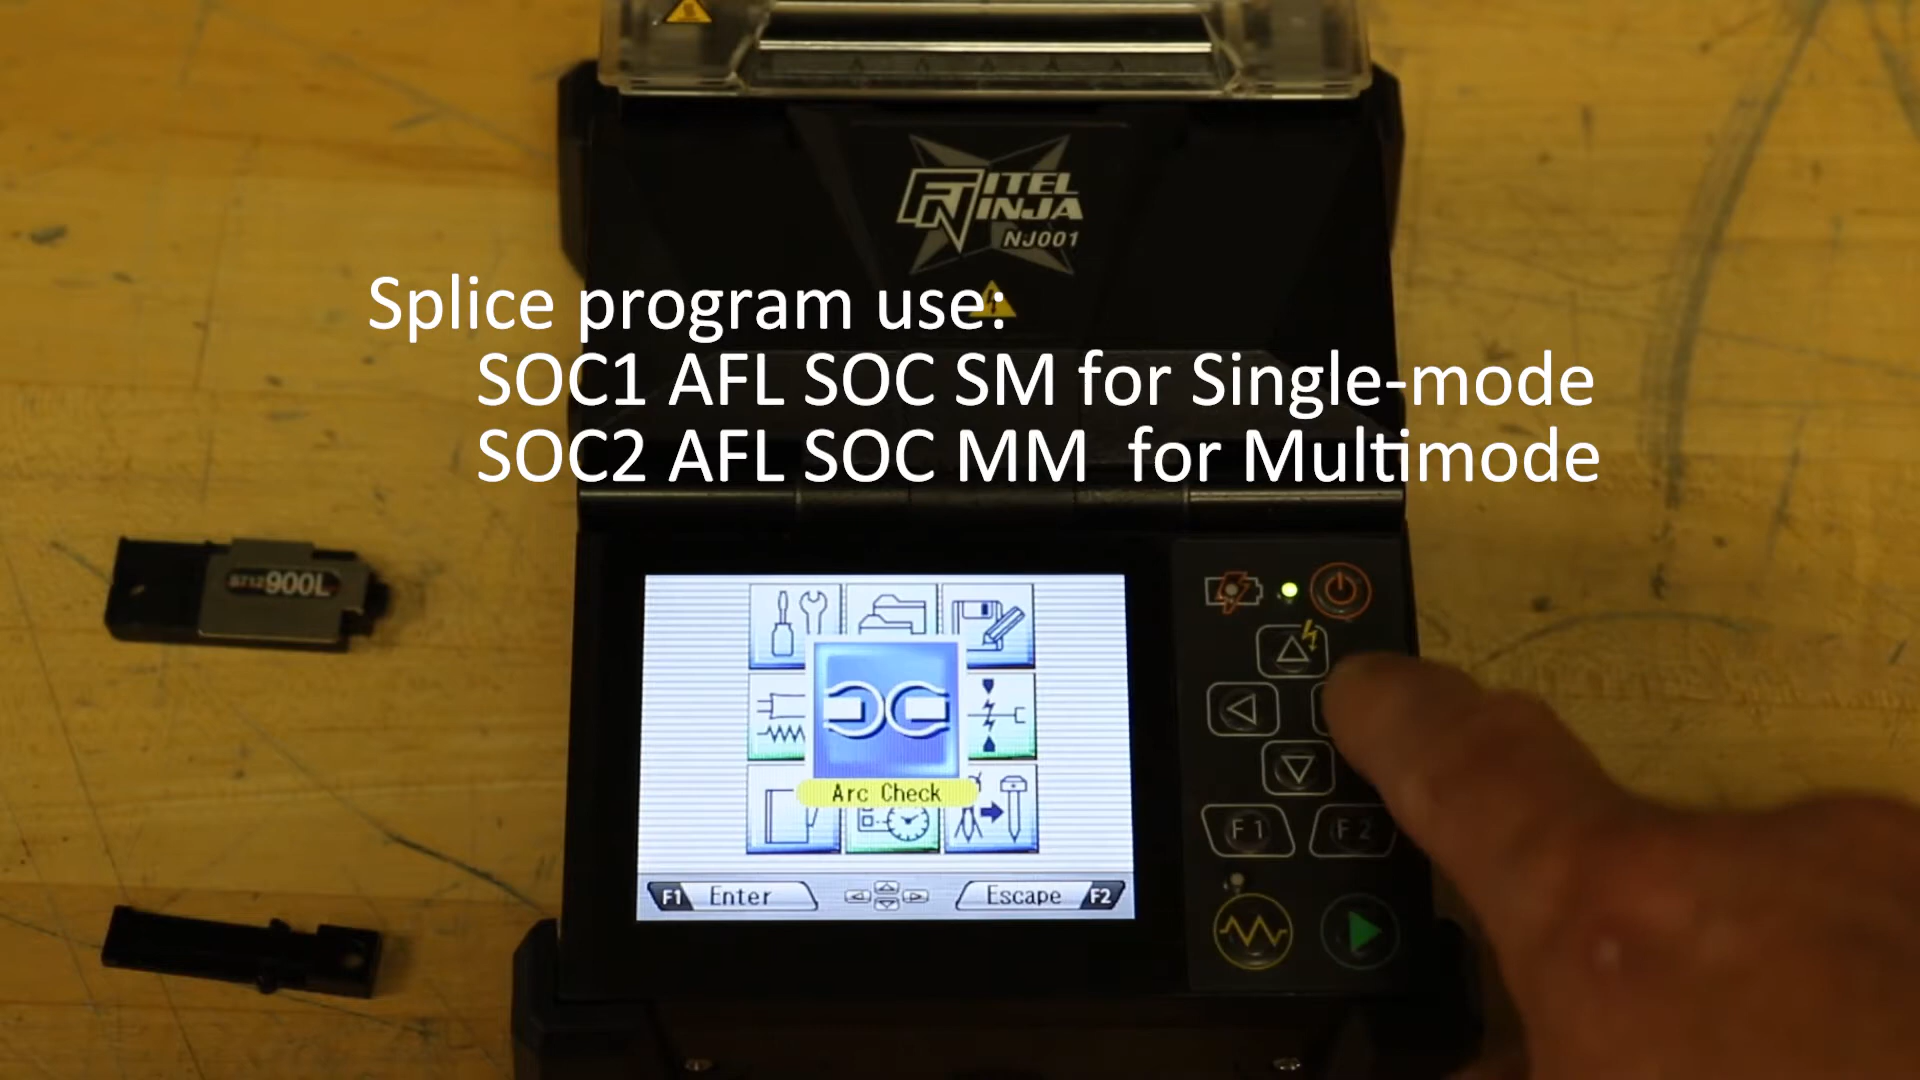 FITEL
NINJA
NJ001
Splice program use:
SOC1 AFL SOC SM for Single-mode
SOC2 AFL SOC MM for Multimode
S712 900L
Arc Check
F1 Enter
Escape F2
F1
F2